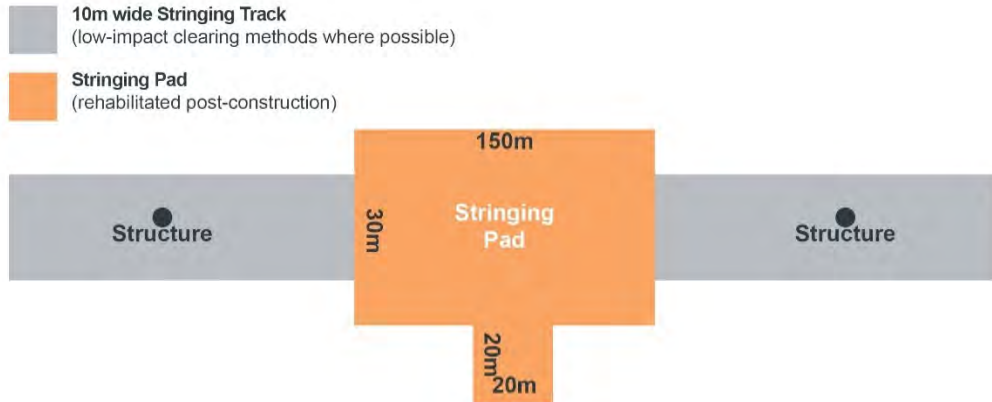 10m wide Stringing Track
(low-impact clearing methods where possible)
Stringing Pad
(rehabilitated post-construction)
150m
30m
Stringing
Pad
Structure
Structure
20m
20m